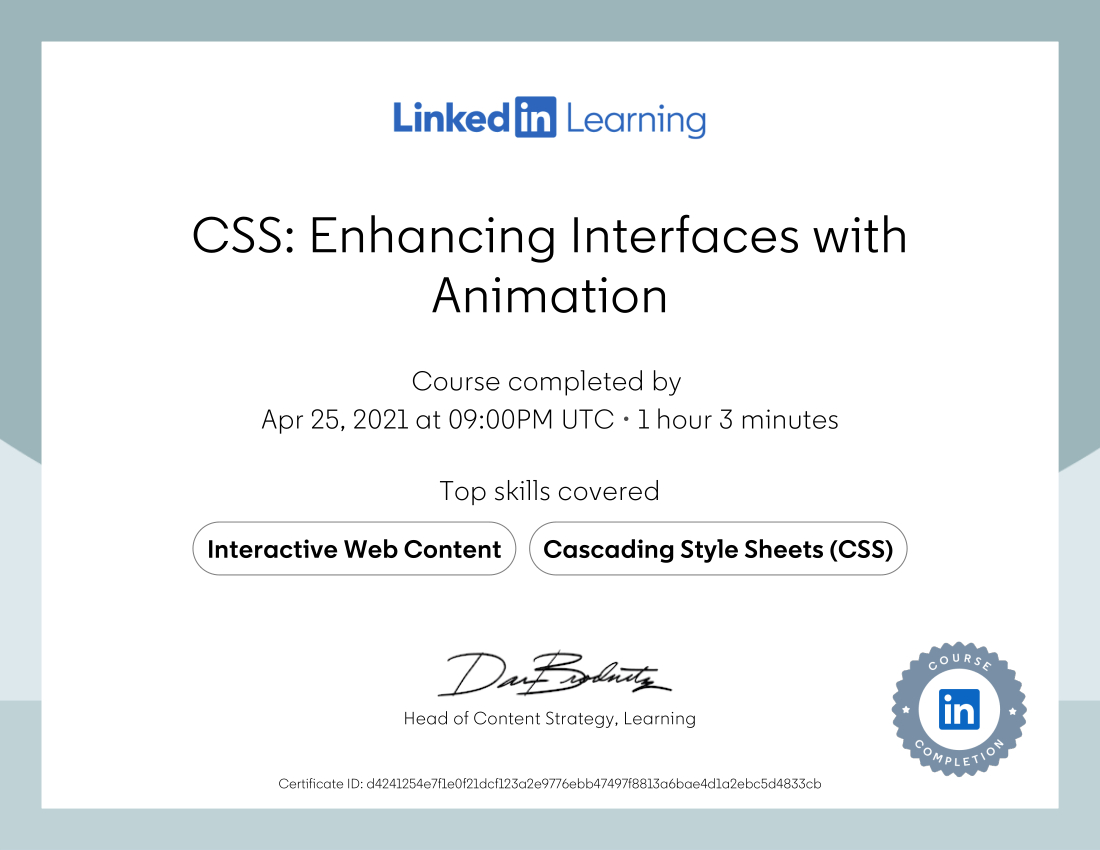 Linked in Learning
CSS: Enhancing Interfaces with
Animation
Course completed by
Apr 25, 2021 at 09:00PM UTC • 1 hour 3 minutes
Top skills covered
Interactive Web Content
Cascading Style Sheets (CSS)
Dan Brodnitz
Head of Content Strategy, Learning
COURSE
in
COMPLETION
Certificate ID: d4241254e7f1e0f21dcf123a2e9776ebb47497f8813a6bae4d1a2ebc5d4833cb